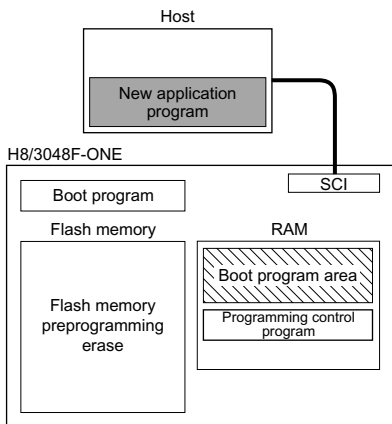 Host
New application
program
H8/3048F-ONE
SCI
Boot program
Flash memory
RAM
Boot program area
Flash memory
preprogramming
erase
Programming control
program